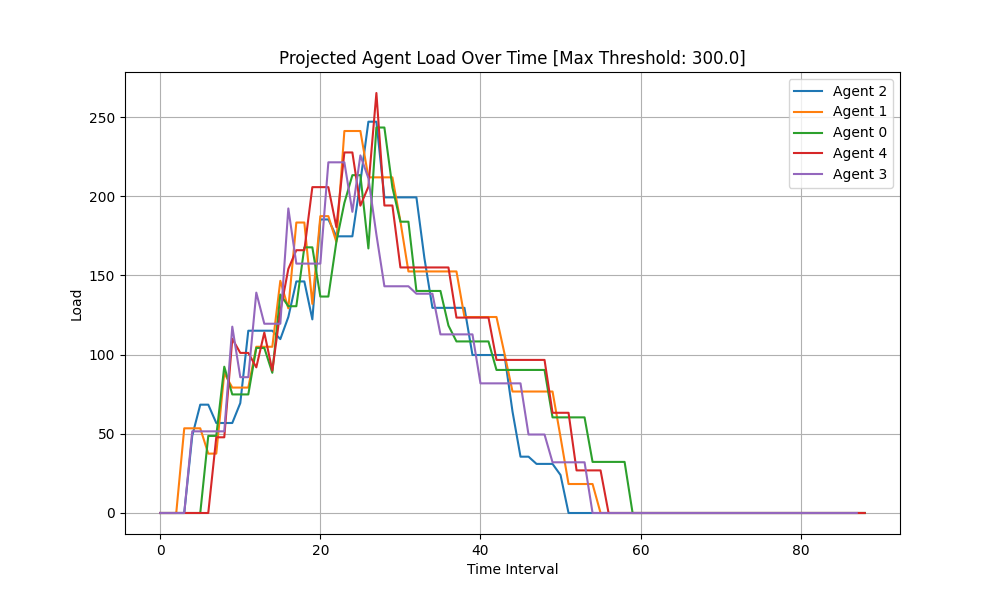 Projected Agent Load Over Time [Max Threshold: 300.0]
Agent 2
Agent 1
Agent 0
Agent 4
Agent 3
250
200
150
100
50
0
Load
0 20 40 60 80
Time Interval